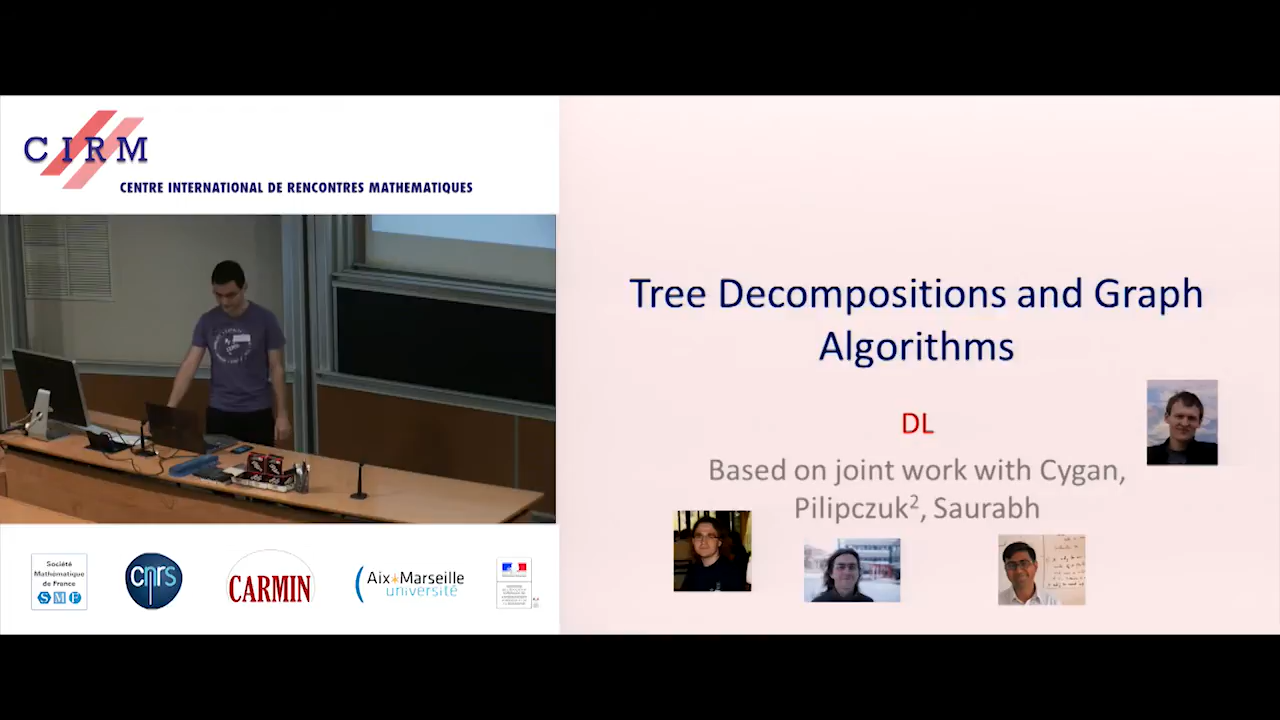 CIRM
CENTRE INTERNATIONAL DE RENCONTRES MATHEMATIQUES
Tree Decompositions and Graph
Algorithms
DL
Based on joint work with Cygan,
Pilipczuk², Saurabh
Société
Mathématique
de France
SMF
cnrs
CARMIN
Aix*Marseille
université